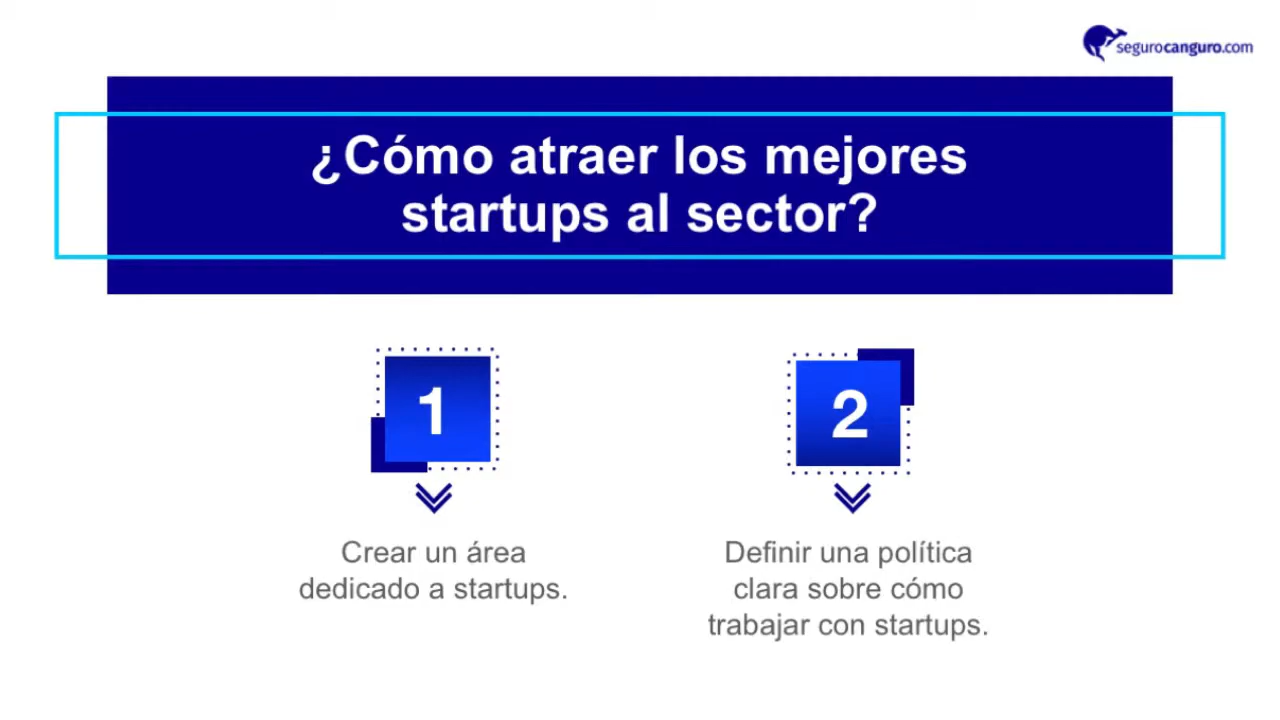 segurocanguro.com
¿Cómo atraer los mejores
startups al sector?
1
2
Crear un área
dedicado a startups.
Definir una política
clara sobre cómo
trabajar con startups.